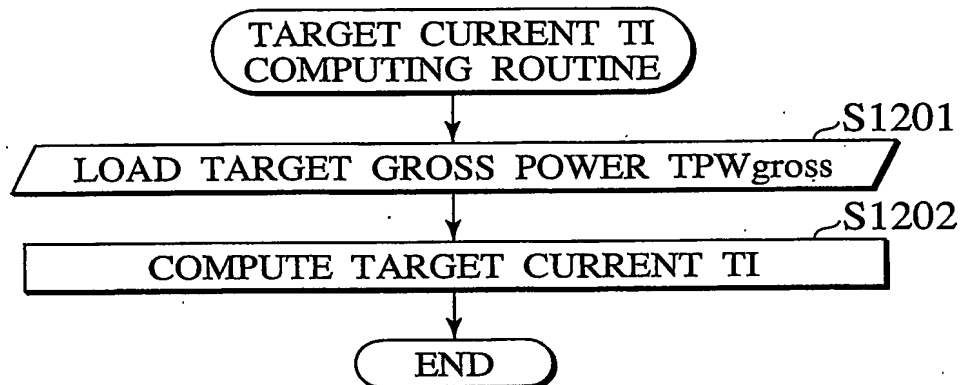 TARGET CURRENT TI
COMPUTING ROUTINE
S1201
LOAD TARGET GROSS POWER TPWgross
S1202
COMPUTE TARGET CURRENT TI
END